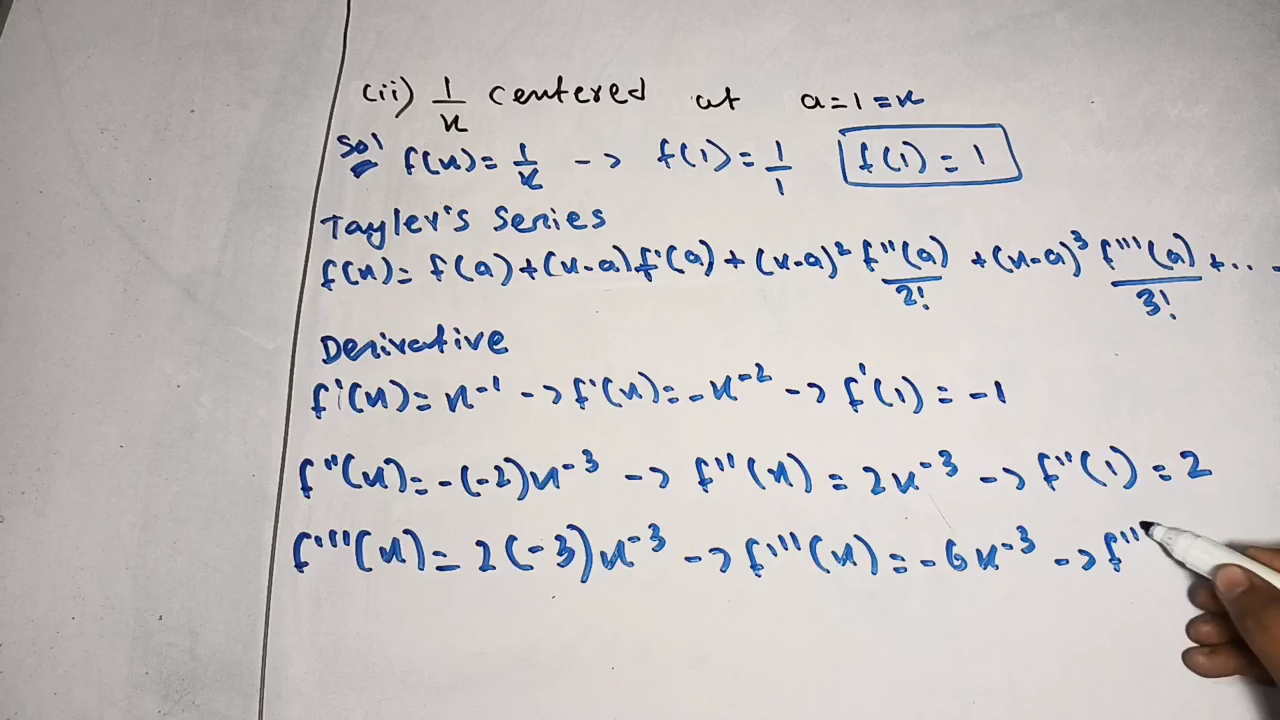 (ii) 1/x centered at a=1=x
Sol f(x)=1/x -> f(1)=1/1 f(1)=1
Tayler's Series
f(x)=f(a)+(x-a)f'(a)+(x-a)² f''(a)/2! +(x-a)³ f'''(a)/3! +....
Derivative
f'(x)=x⁻¹ -> f'(x)=-x⁻² -> f'(1)=-1
f''(x)=-(-2)x⁻³ -> f''(x)=2x⁻³ -> f''(1)=2
f'''(x)=2(-3)x⁻³ -> f'''(x)=-6x⁻³ -> f'''